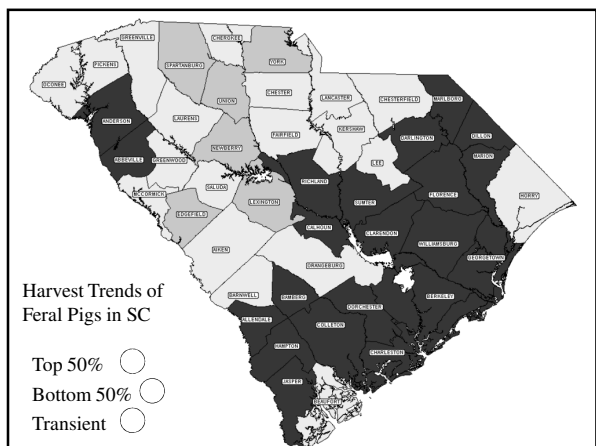 CHEROKEE
GREENVILLE
YORK
SPARTANBURG
PICKENS
OCONEE
UNION
CHESTER
LANCASTER
CHESTERFIELD
MARLBORO
ANDERSON
LAURENS
DILLON
KERSHAW
DARLINGTON
FAIRFIELD
NEWBERRY
MARION
ABBEVILLE
GREENWOOD
LEE
SALUDA
RICHLAND
MCCORMICK
FLORENCE
HORRY
LEXINGTON
SUMTER
EDGEFIELD
CALHOUN
CLARENDON
WILLIAMSBURG
AIKEN
GEORGETOWN
ORANGEBURG
BARNWELL
BAMBERG
BERKELEY
DORCHESTER
ALLENDALE
COLLETON
HAMPTON
CHARLESTON
JASPER
BEAUFORT
Harvest Trends of
Feral Pigs in SC
Top 50%
Bottom 50%
Transient